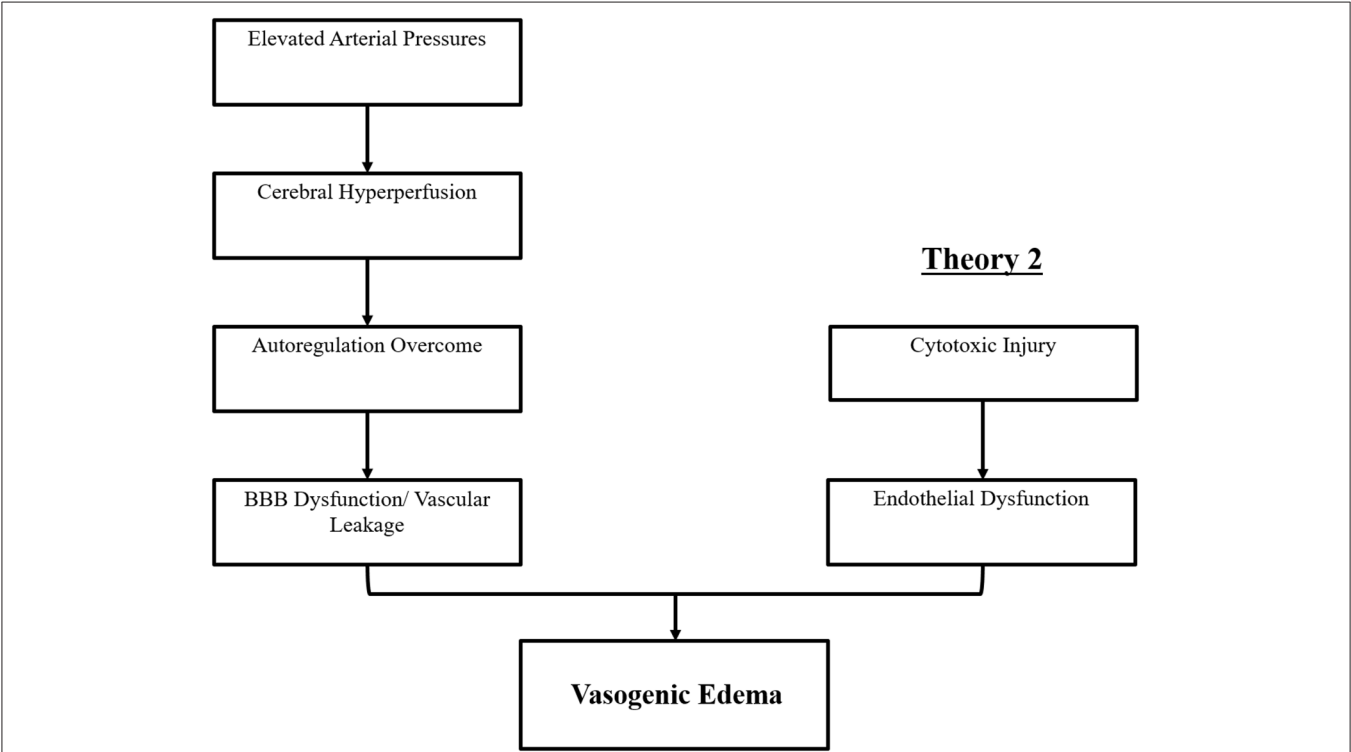 Elevated Arterial Pressures
Cerebral Hyperperfusion
Autoregulation Overcome
BBB Dysfunction/ Vascular
Leakage
Theory 2
Cytotoxic Injury
Endothelial Dysfunction
Vasogenic Edema